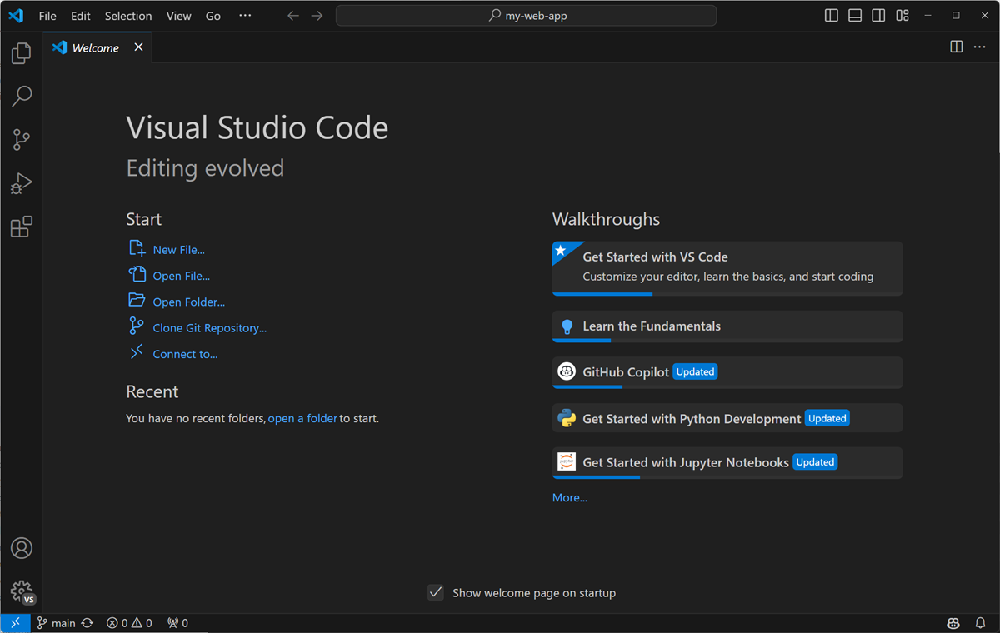 File Edit Selection View Go ··· my-web-app
Welcome
Visual Studio Code
Editing evolved
Start
New File...
Open File...
Open Folder...
Clone Git Repository...
Connect to...
Recent
You have no recent folders, open a folder to start.
Walkthroughs
Get Started with VS Code
Customize your editor, learn the basics, and start coding
Learn the Fundamentals
GitHub Copilot Updated
Get Started with Python Development Updated
jupyter
Get Started with Jupyter Notebooks Updated
More...
Show welcome page on startup
VS
main 0 0 0